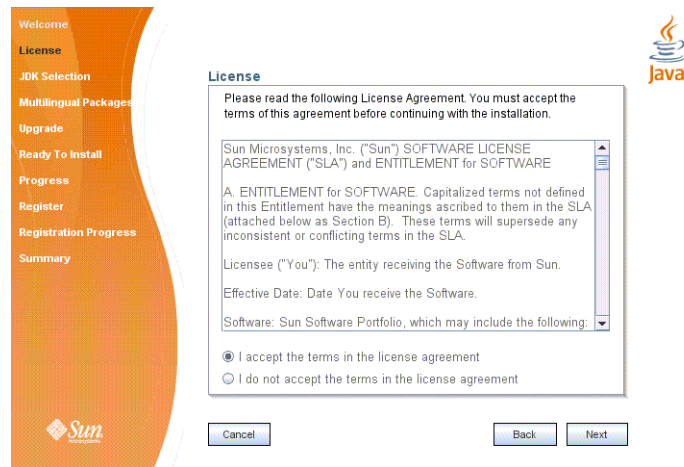 Welcome
License
JDK Selection
Multilingual Packages
Upgrade
Ready To Install
Progress
Register
Registration Progress
Summary
Sun
microsystems
Java
License
Please read the following License Agreement. You must accept the
terms of this agreement before continuing with the installation.
Sun Microsystems, Inc. ("Sun") SOFTWARE LICENSE
AGREEMENT ("SLA") and ENTITLEMENT for SOFTWARE
A. ENTITLEMENT for SOFTWARE. Capitalized terms not defined
in this Entitlement have the meanings ascribed to them in the SLA
(attached below as Section B). These terms will supersede any
inconsistent or conflicting terms in the SLA.
Licensee ("You"): The entity receiving the Software from Sun.
Effective Date: Date You receive the Software.
Software: Sun Software Portfolio, which may include the following:
I accept the terms in the license agreement
I do not accept the terms in the license agreement
Cancel
Back
Next